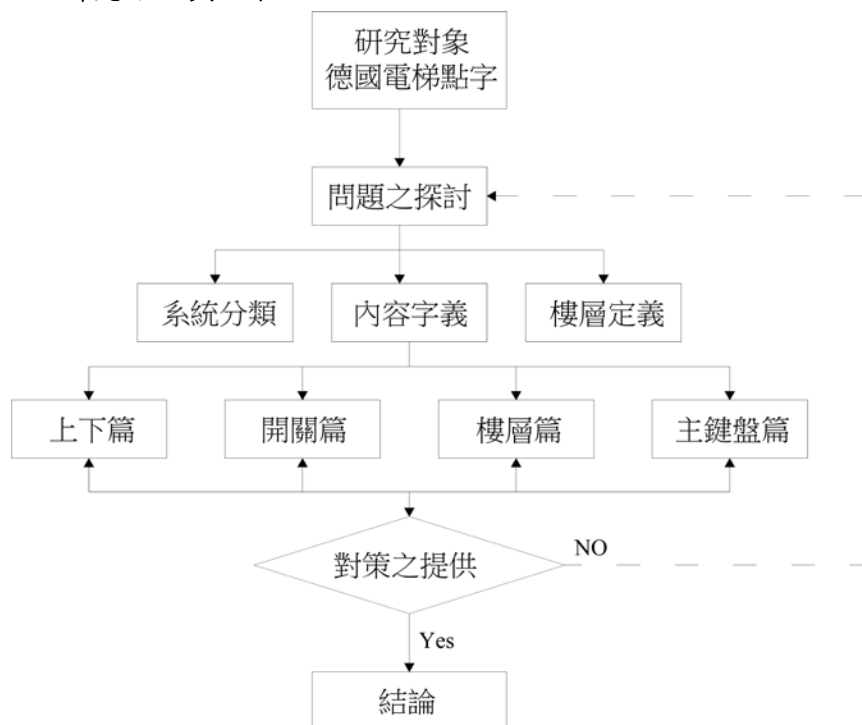 研究對象
德國電梯點字
問題之探討
系統分類
內容字義
樓層定義
上下篇
開關篇
樓層篇
主鍵盤篇
對策之提供
NO
Yes
結論